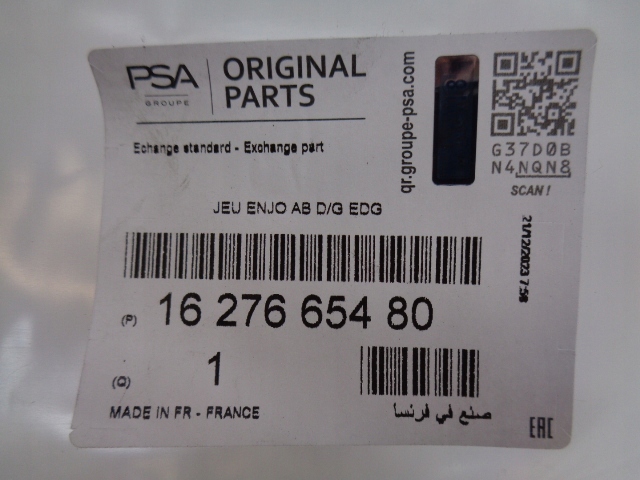 PSA
GROUPE
ORIGINAL
PARTS
Echange standard - Exchange part
qr.groupe-psa.com
G37D0B
N4NQN8
SCAN !
JEU ENJO AB D/G EDG
21/12/2023 7:58
(P) 16 276 654 80
(Q) 1
MADE IN FR - FRANCE
صنع في فرنسا
EAC